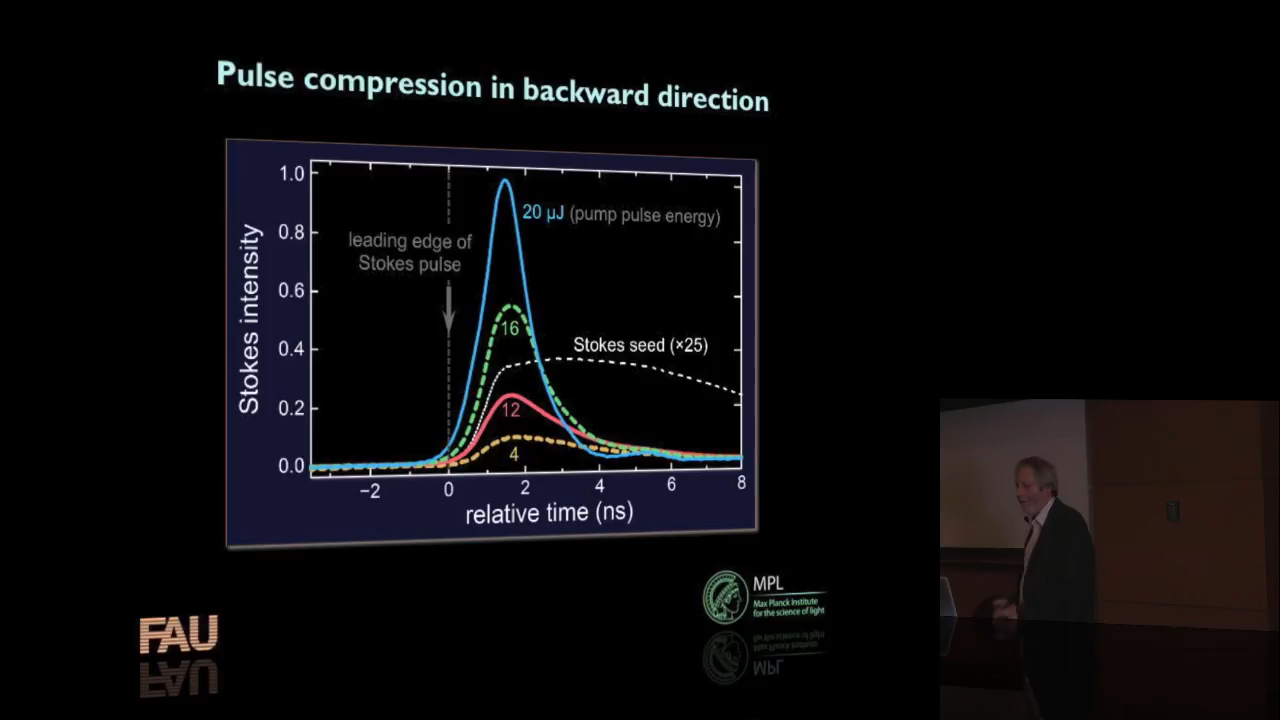 Pulse compression in backward direction
1.0
0.8
0.6
0.4
0.2
0.0
Stokes intensity
leading edge of
Stokes pulse
20 µJ (pump pulse energy)
16
Stokes seed (×25)
12
4
−2
0
2
4
6
8
relative time (ns)
FAU
MPL
Max Planck Institute
for the science of light